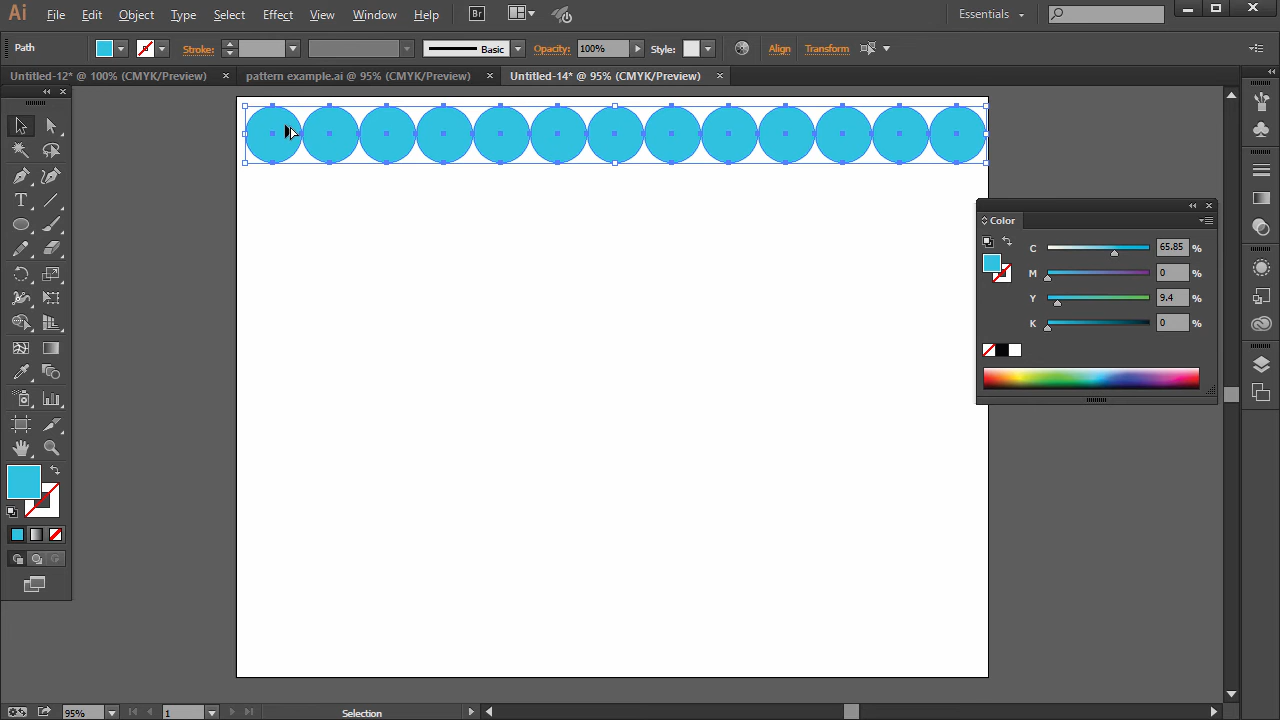 Ai File Edit Object Type Select Effect View Window Help Br Essentials
Path Stroke: Basic Opacity: 100% Style: Align Transform
Untitled-12* @ 100% (CMYK/Preview) pattern example.ai @ 95% (CMYK/Preview) Untitled-14* @ 95% (CMYK/Preview)
Color
C 65.85 %
M 0 %
Y 9.4 %
K 0 %
T
95% 1 Selection